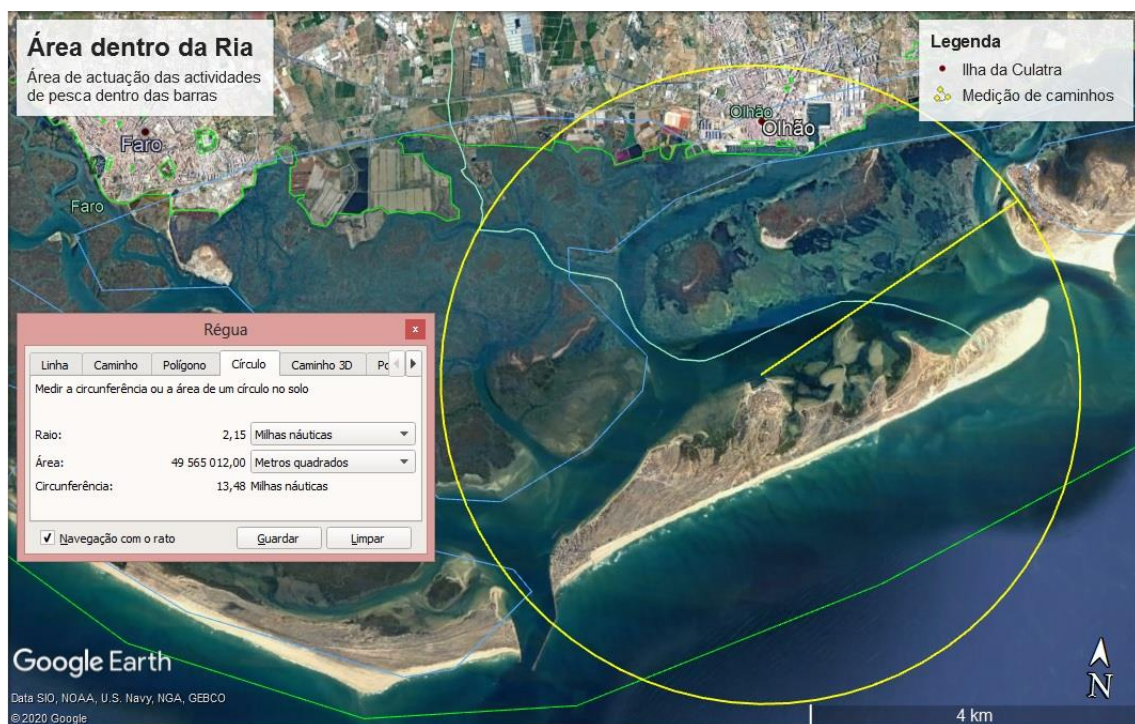 Área dentro da Ria
Área de actuação das actividades
de pesca dentro das barras
Legenda
Ilha da Culatra
Medição de caminhos
Olhão
Olhão
Faro
Faro
Régua
x
Linha Caminho Polígono Círculo Caminho 3D
Medir a circunferência ou a área de um círculo no solo
Raio: 2,15 Milhas náuticas
Área: 49 565 012,00 Metros quadrados
Circunferência: 13,48 Milhas náuticas
Navegação com o rato Guardar Limpar
Google Earth
Data SIO, NOAA, U.S. Navy, NGA, GEBCO
© 2020 Google
N
4 km